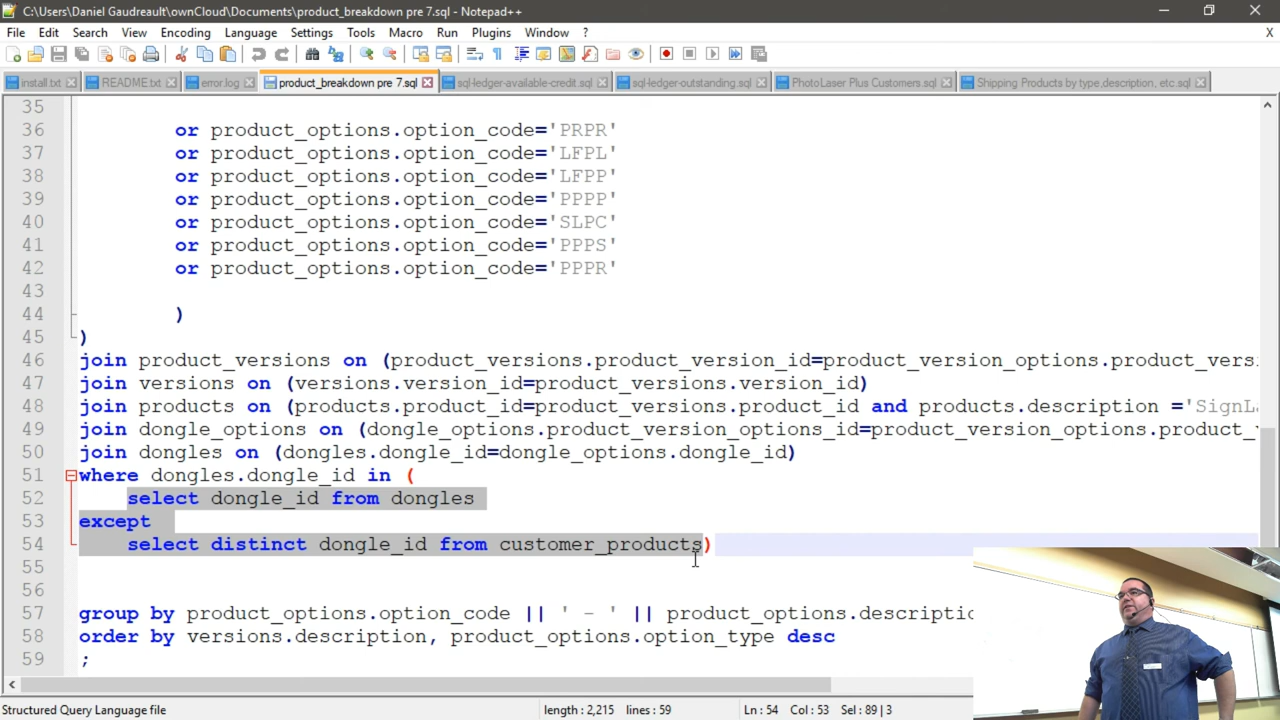 C:\Users\Daniel Gaudreault\ownCloud\Documents\product_breakdown pre 7.sql - Notepad++
File Edit Search View Encoding Language Settings Tools Macro Run Plugins Window ? X
install.txt README.txt error.log product_breakdown pre 7.sql sql-ledger-available-credit.sql sql-ledger-outstanding.sql PhotoLaser Plus Customers.sql Shipping Products by type,description, etc.sql
35
36 or product_options.option_code='PRPR'
37 or product_options.option_code='LFPL'
38 or product_options.option_code='LFPP'
39 or product_options.option_code='PPPP'
40 or product_options.option_code='SLPC'
41 or product_options.option_code='PPPS'
42 or product_options.option_code='PPPR'
43
44 )
45 )
46 join product_versions on (product_versions.product_version_id=product_version_options.product_vers
47 join versions on (versions.version_id=product_versions.version_id)
48 join products on (products.product_id=product_versions.product_id and products.description ='SignL
49 join dongle_options on (dongle_options.product_version_options_id=product_version_options.product_
50 join dongles on (dongles.dongle_id=dongle_options.dongle_id)
51 where dongles.dongle_id in (
52 select dongle_id from dongles
53 except
54 select distinct dongle_id from customer_products)
55
56
57 group by product_options.option_code || ' - ' || product_options.descriptio
58 order by versions.description, product_options.option_type desc
59 ;
Structured Query Language file length : 2,215 lines : 59 Ln : 54 Col : 53 Sel : 89 | 3